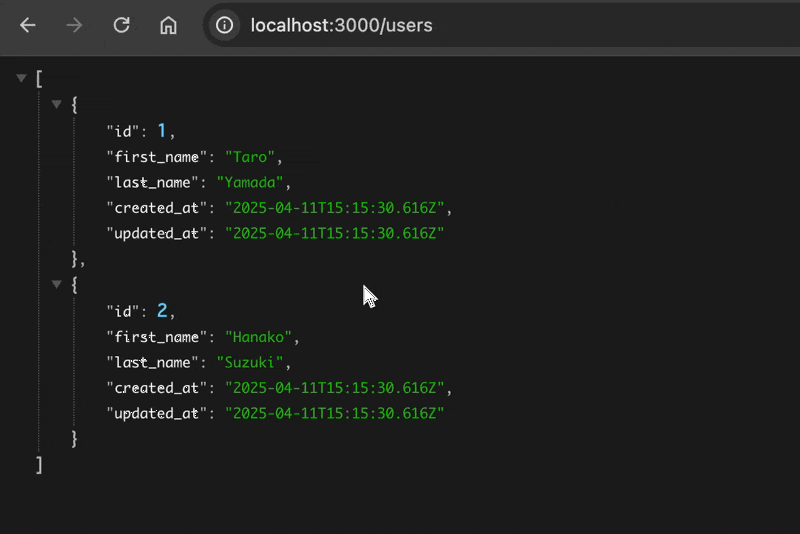 localhost:3000/users
[
{
"id": 1,
"first_name": "Taro",
"last_name": "Yamada",
"created_at": "2025-04-11T15:15:30.616Z",
"updated_at": "2025-04-11T15:15:30.616Z"
},
{
"id": 2,
"first_name": "Hanako",
"last_name": "Suzuki",
"created_at": "2025-04-11T15:15:30.616Z",
"updated_at": "2025-04-11T15:15:30.616Z"
}
]